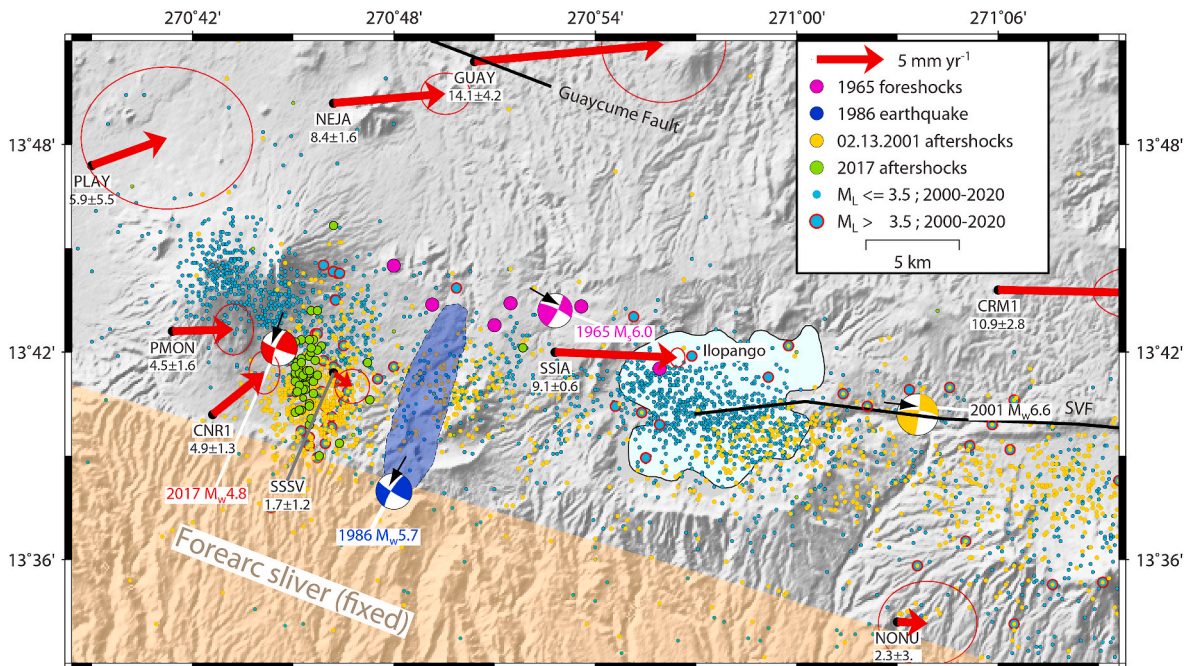 270°42'
270°48'
270°54'
271°00'
271°06'
5 mm yr⁻¹
1965 foreshocks
1986 earthquake
02.13.2001 aftershocks
2017 aftershocks
M_L <= 3.5 ; 2000-2020
M_L > 3.5 ; 2000-2020
5 km
GUAY
14.1±4.2
Guaycume Fault
NEJA
8.4±1.6
13°48'
13°48'
PLAY
5.9±5.5
CRM1
10.9±2.8
1965 M_s6.0
PMON
4.5±1.6
13°42'
13°42'
Ilopango
SSIA
9.1±0.6
2001 M_w6.6
SVF
CNR1
4.9±1.3
2017 M_w4.8
SSSV
1.7±1.2
1986 M_w5.7
Forearc sliver (fixed)
13°36'
13°36'
NONU
2.3±3.